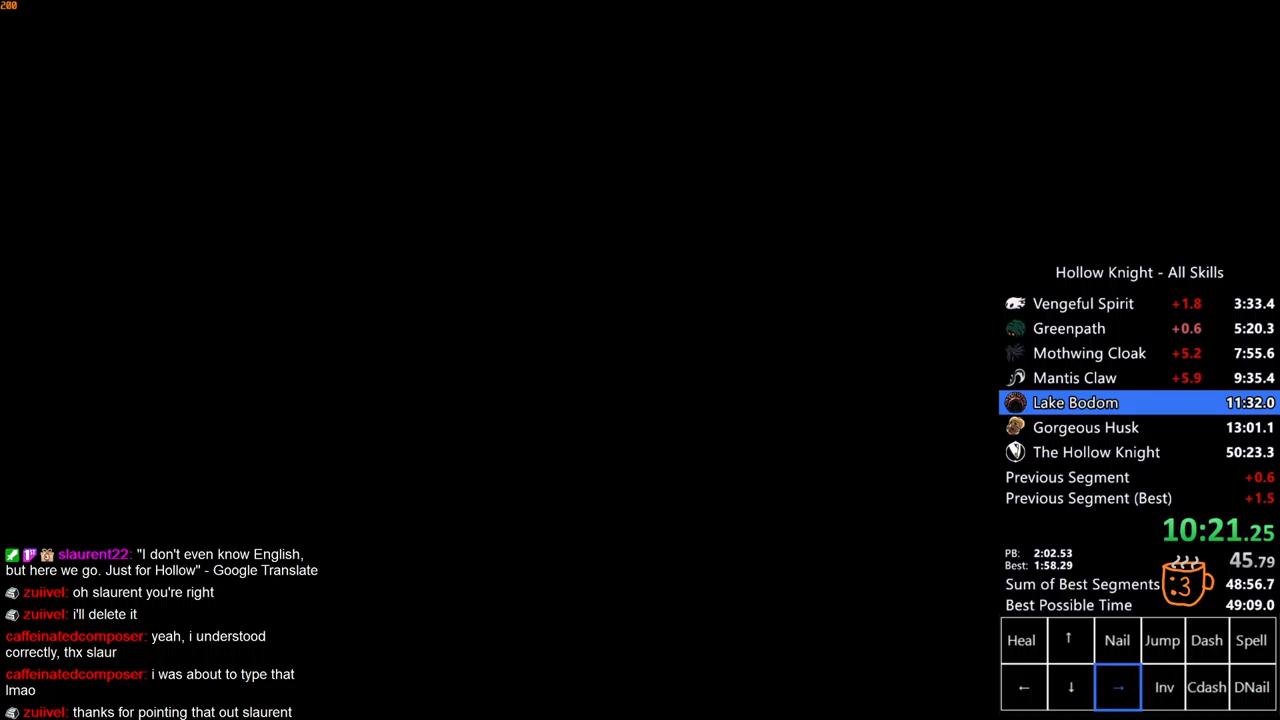 200
Hollow Knight - All Skills
Vengeful Spirit +1.8 3:33.4
Greenpath +0.6 5:20.3
Mothwing Cloak +5.2 7:55.6
Mantis Claw +5.9 9:35.4
Lake Bodom 11:32.0
Gorgeous Husk 13:01.1
The Hollow Knight 50:23.3
Previous Segment +0.6
Previous Segment (Best) +1.5
10:21.25
PB: 2:02.53
Best: 1:58.29
45.79
Sum of Best Segments 48:56.7
Best Possible Time 49:09.0
Heal ↑ Nail Jump Dash Spell
← ↓ → Inv Cdash DNail
slaurent22: "I don't even know English,
but here we go. Just for Hollow" - Google Translate
zuiivel: oh slaurent you're right
zuiivel: i'll delete it
caffeinatedcomposer: yeah, i understood
correctly, thx slaur
caffeinatedcomposer: i was about to type that
lmao
zuiivel: thanks for pointing that out slaurent